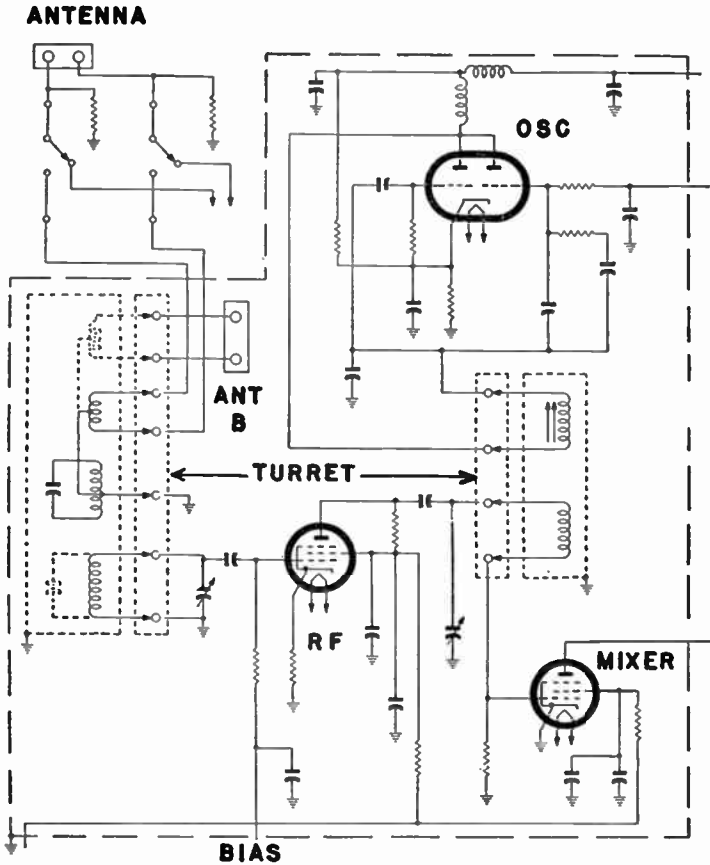 ANTENNA
OSC
ANT
B
TURRET
RF
MIXER
BIAS